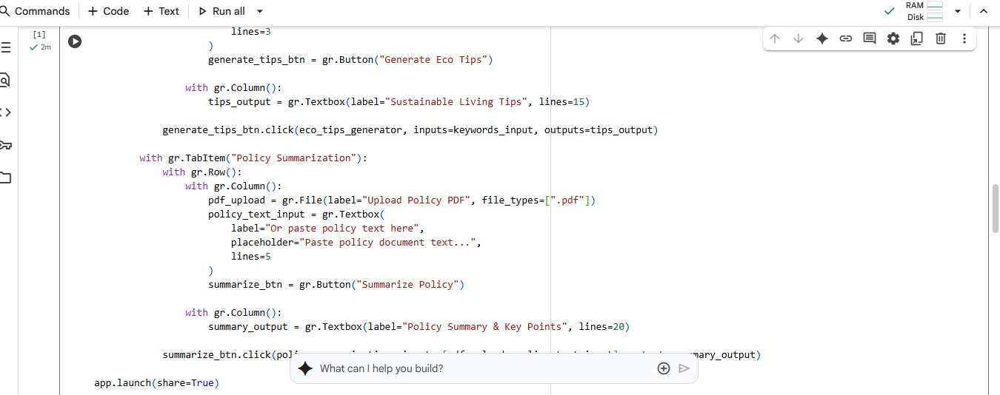 Commands + Code + Text Run all
RAM
Disk
[1]
2m
lines=3
)
generate_tips_btn = gr.Button("Generate Eco Tips")
with gr.Column():
tips_output = gr.Textbox(label="Sustainable Living Tips", lines=15)
generate_tips_btn.click(eco_tips_generator, inputs=keywords_input, outputs=tips_output)
with gr.TabItem("Policy Summarization"):
with gr.Row():
with gr.Column():
pdf_upload = gr.File(label="Upload Policy PDF", file_types=[".pdf"])
policy_text_input = gr.Textbox(
label="Or paste policy text here",
placeholder="Paste policy document text...",
lines=5
)
summarize_btn = gr.Button("Summarize Policy")
with gr.Column():
summary_output = gr.Textbox(label="Policy Summary & Key Points", lines=20)
summarize_btn.click(
What can I help you build?
app.launch(share=True)